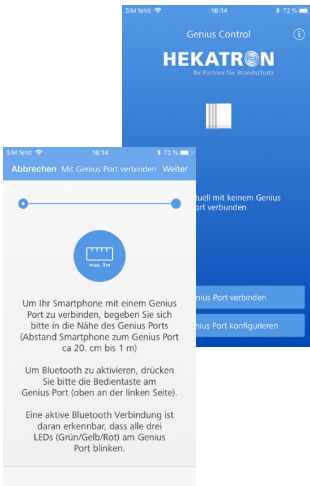 SIM fehlt 16:14 72 %
Genius Control
HEKATRON
Ihr Partner für Brandschutz
tuell mit keinem Genius
ort verbunden
nius Port verbinden
nius Port konfigurieren
SIM fehlt 16:14 72 %
Abbrechen Mit Genius Port verbinden Weiter
max. 1m
Um Ihr Smartphone mit einem Genius
Port zu verbinden, begeben Sie sich
bitte in die Nähe des Genius Ports
(Abstand Smartphone zum Genius Port
ca 20. cm bis 1 m)
Um Bluetooth zu aktivieren, drücken
Sie bitte die Bedientaste am
Genius Port (oben an der linken Seite).
Eine aktive Bluetooth Verbindung ist
daran erkennbar, dass alle drei
LEDs (Grün/Gelb/Rot) am Genius
Port blinken.